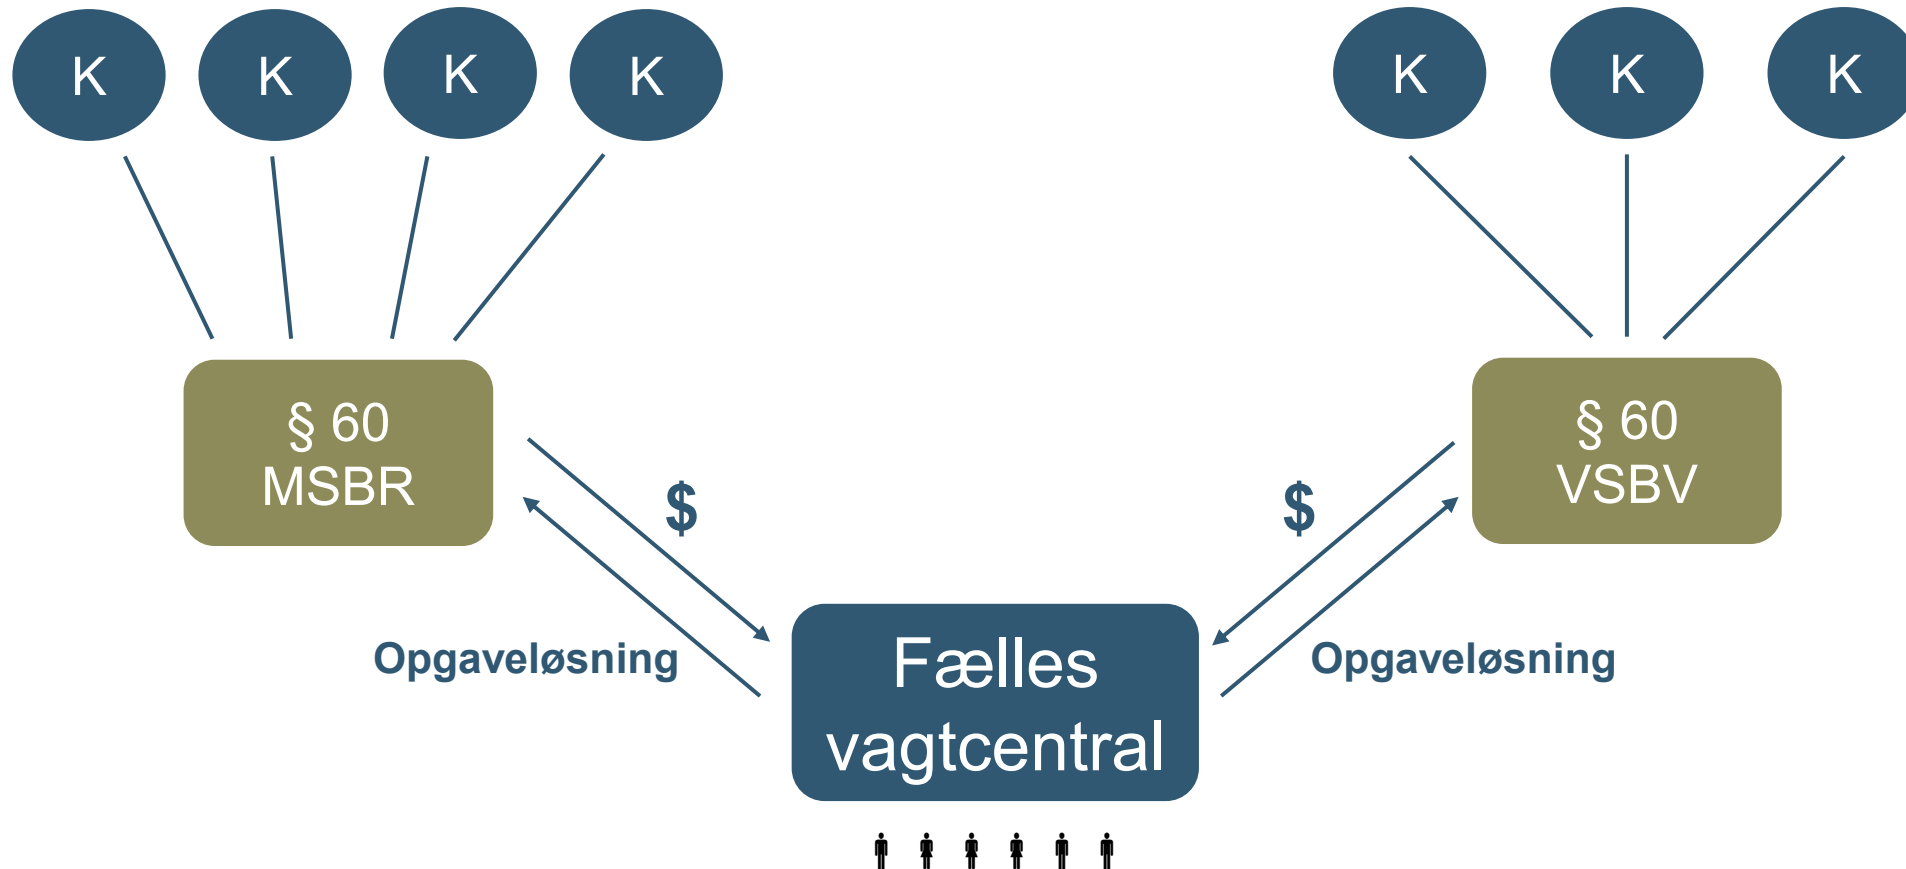 K K K K K K K
§ 60
MSBR
§ 60
VSBV
$
$
Opgaveløsning
Opgaveløsning
Fælles
vagtcentral